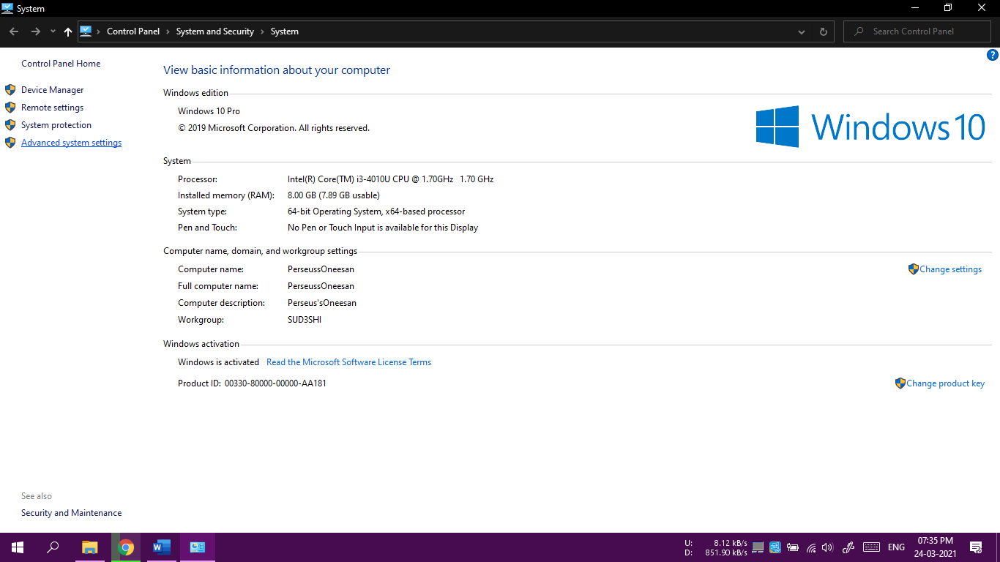 System
Control Panel › System and Security › System
Search Control Panel
?
Control Panel Home
Device Manager
Remote settings
System protection
Advanced system settings
View basic information about your computer
Windows edition
Windows 10 Pro
© 2019 Microsoft Corporation. All rights reserved.
Windows 10
System
Processor: Intel(R) Core(TM) i3-4010U CPU @ 1.70GHz 1.70 GHz
Installed memory (RAM): 8.00 GB (7.89 GB usable)
System type: 64-bit Operating System, x64-based processor
Pen and Touch: No Pen or Touch Input is available for this Display
Computer name, domain, and workgroup settings
Computer name: PerseussOneesan
Change settings
Full computer name: PerseussOneesan
Computer description: Perseus'sOneesan
Workgroup: SUD3SHI
Windows activation
Windows is activated Read the Microsoft Software License Terms
Product ID: 00330-80000-00000-AA181
Change product key
See also
Security and Maintenance
U: 8.12 kB/s
D: 851.90 kB/s
ENG
07:35 PM
24-03-2021